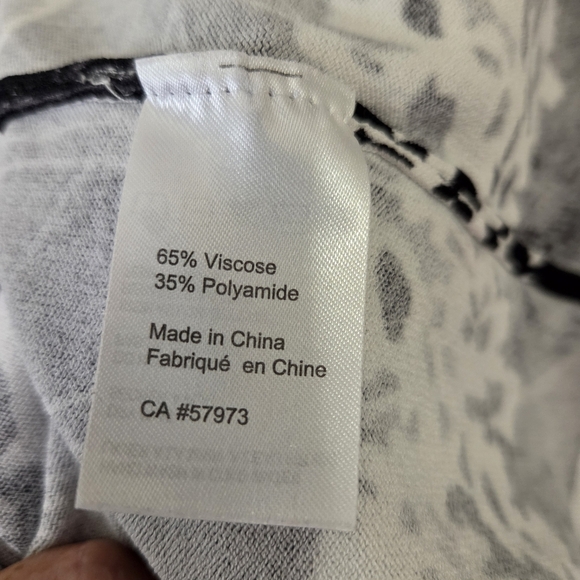 65% Viscose
35% Polyamide
Made in China
Fabriqué en Chine
CA #57973